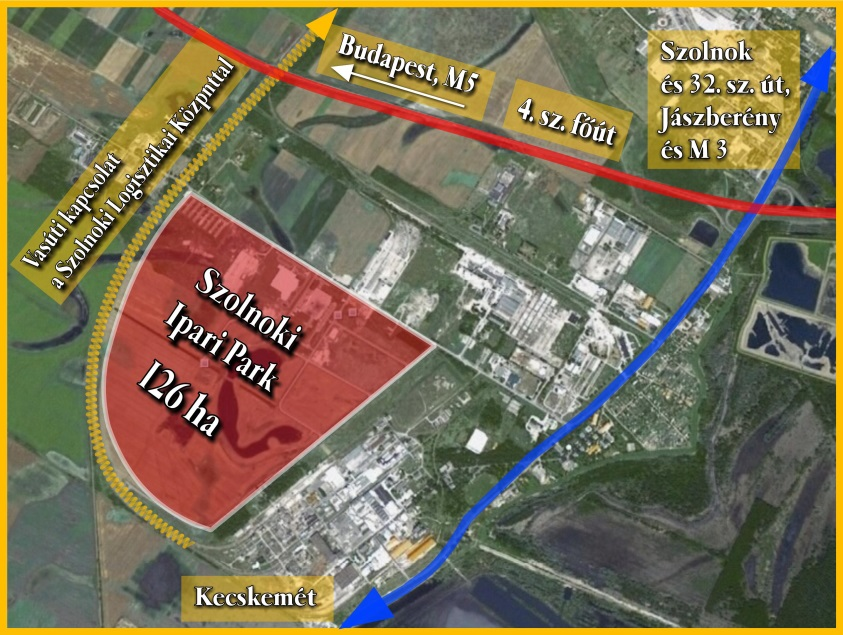 Budapest, M5
4. sz. főút
Szolnok
és 32. sz. út,
Jászberény
és M 3
Vasúti kapcsolat
a Szolnoki Logisztikai Közpnttal
Szolnoki
Ipari Park
126 ha
Kecskemét